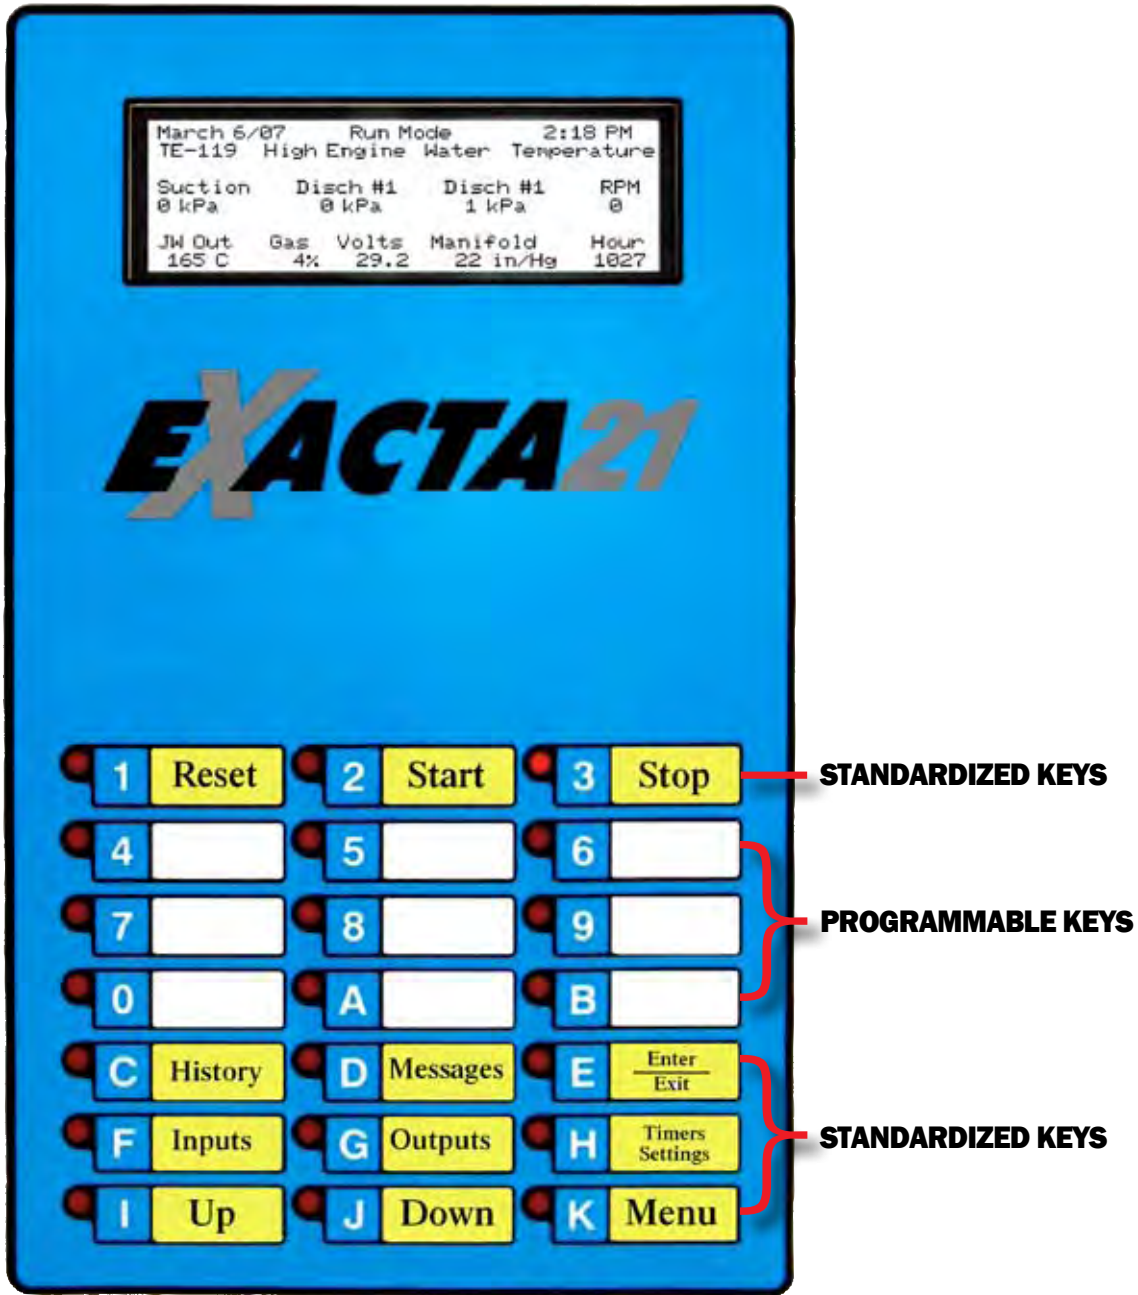 March 6/07 Run Mode 2:18 PM
TE-119 High Engine Water Temperature
Suction Disch #1 Disch #1 RPM
0 kPa 0 kPa 1 kPa 0
JW Out Gas Volts Manifold Hour
165 C 4% 29.2 22 in/Hg 1027
EXACTA21
1 Reset 2 Start 3 Stop STANDARDIZED KEYS
4 5 6
7 8 9 PROGRAMMABLE KEYS
0 A B
C History D Messages E Enter
Exit
F Inputs G Outputs H Timers
Settings STANDARDIZED KEYS
I Up J Down K Menu